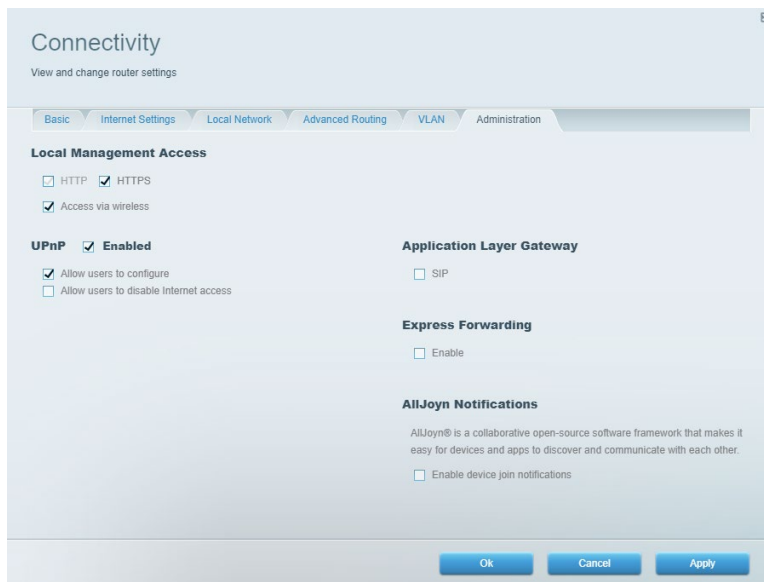 Connectivity
View and change router settings
Basic
Internet Settings
Local Network
Advanced Routing
VLAN
Administration
Local Management Access
HTTP HTTPS
Access via wireless
UPnP Enabled
Allow users to configure
Allow users to disable Internet access
Application Layer Gateway
SIP
Express Forwarding
Enable
AllJoyn Notifications
AllJoyn® is a collaborative open-source software framework that makes it
easy for devices and apps to discover and communicate with each other.
Enable device join notifications
Ok
Cancel
Apply